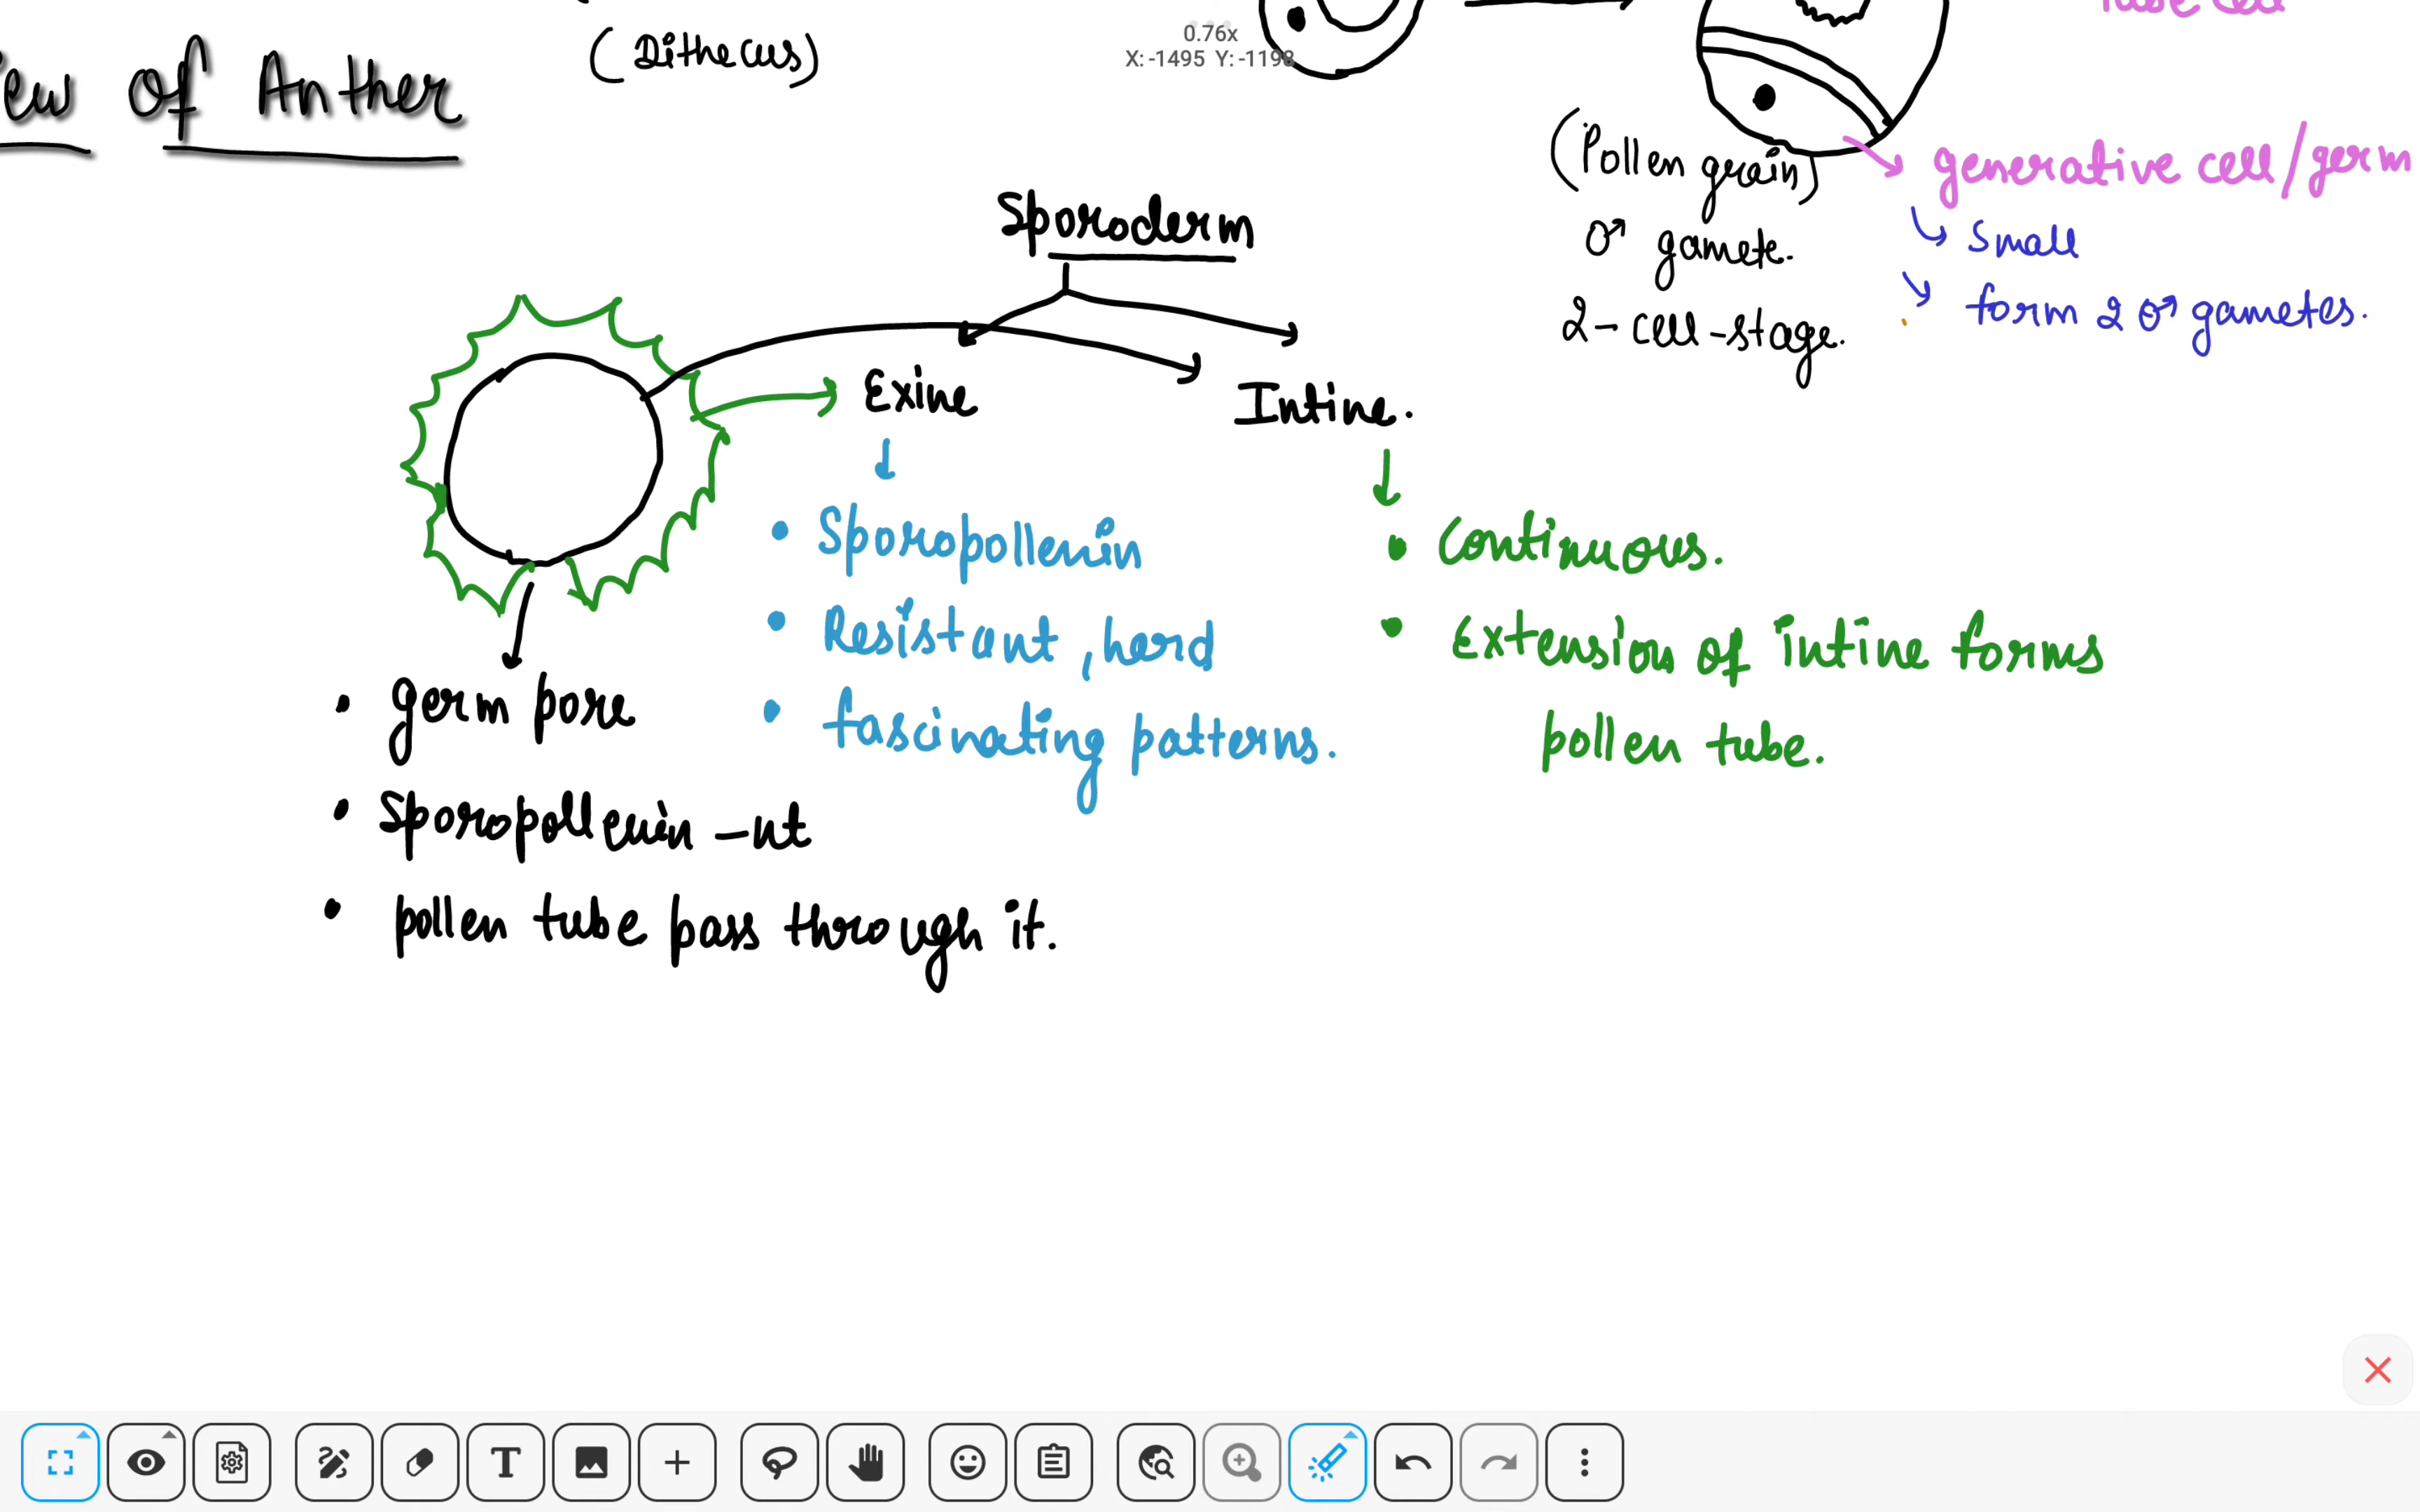 (Dithecus)
0.76x
X: -1495 Y: -1198
of Anther
(Pollen grain)
♂ gamete.
2-cell-stage.
generative cell/germ
small
form 2 ♂ gametes.
Sporoderm
Exine
Intine.
• Sporopollenin
• Resistant, hard
• fascinating patterns.
• Continuous.
• Extension of intine forms
pollen tube.
• germ pore
• Sporopollenin -nt
• pollen tube pass through it.